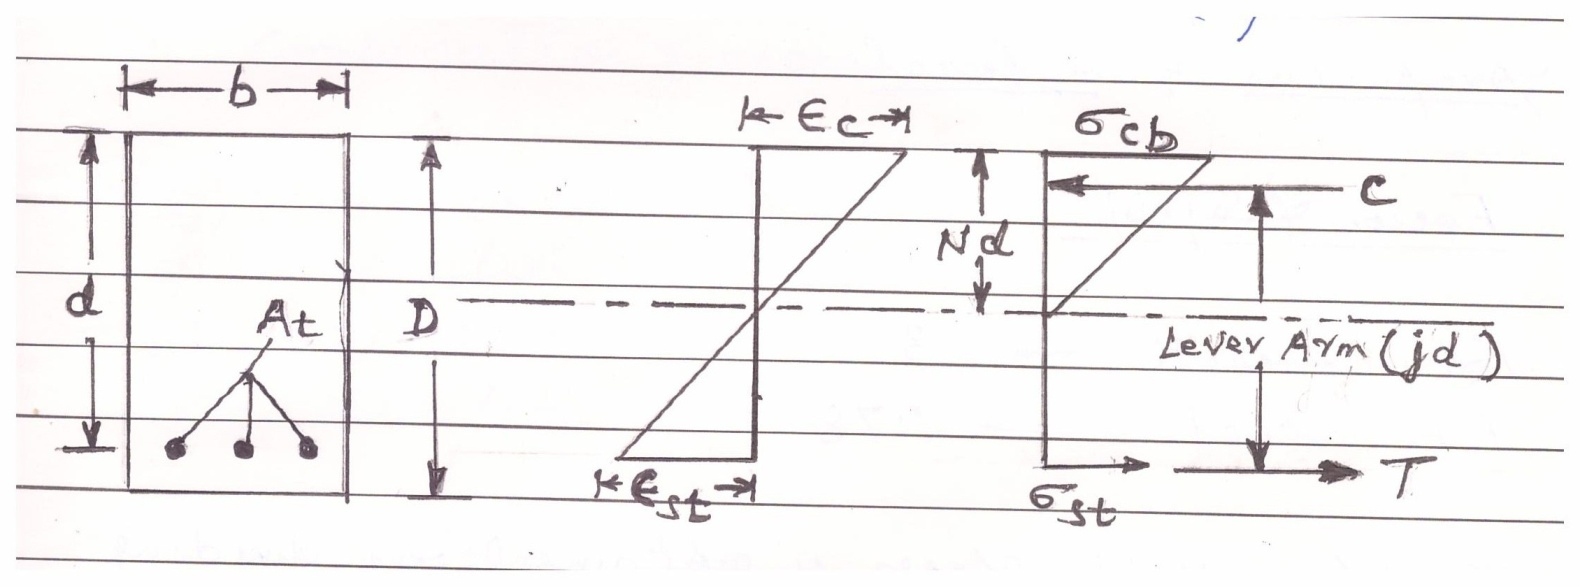 b
d
At
D
εc
εst
Nd
σcb
C
Lever Arm (jd)
σst
T